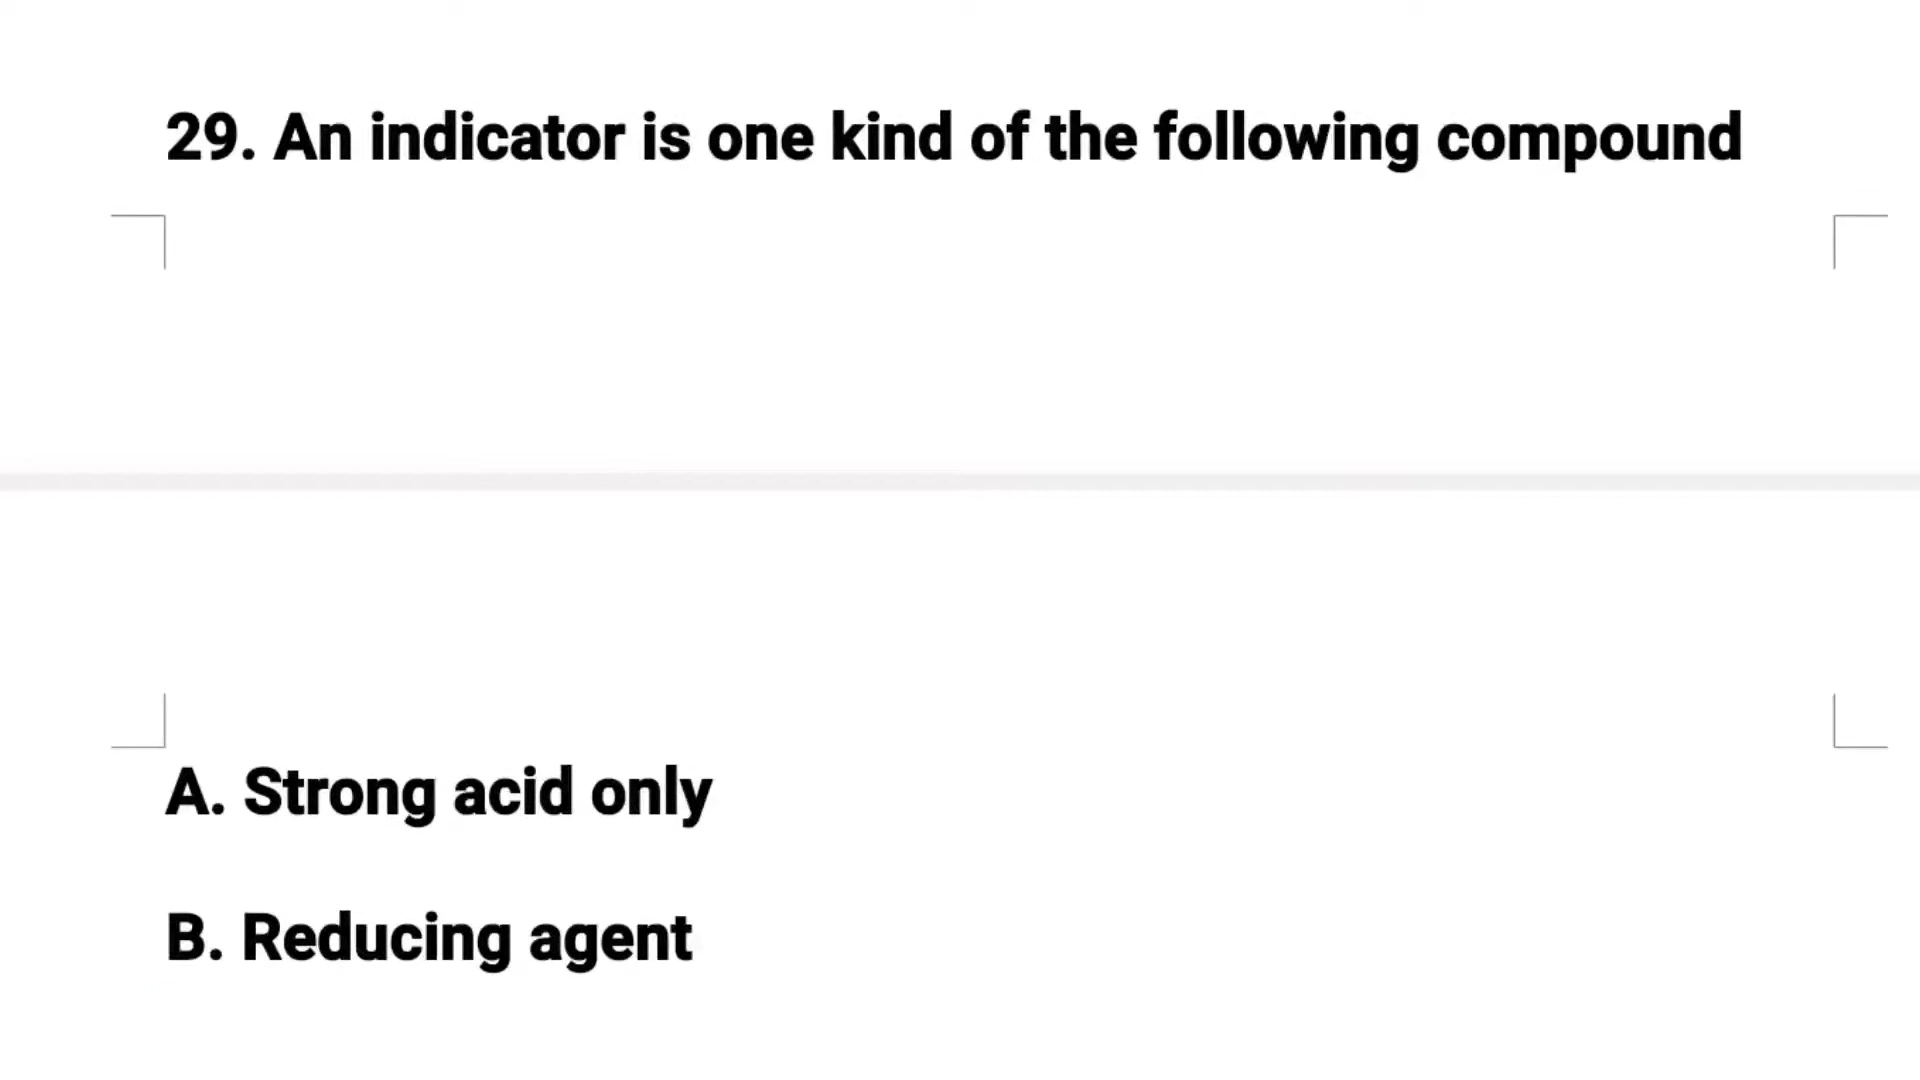 29. An indicator is one kind of the following compound
A. Strong acid only
B. Reducing agent